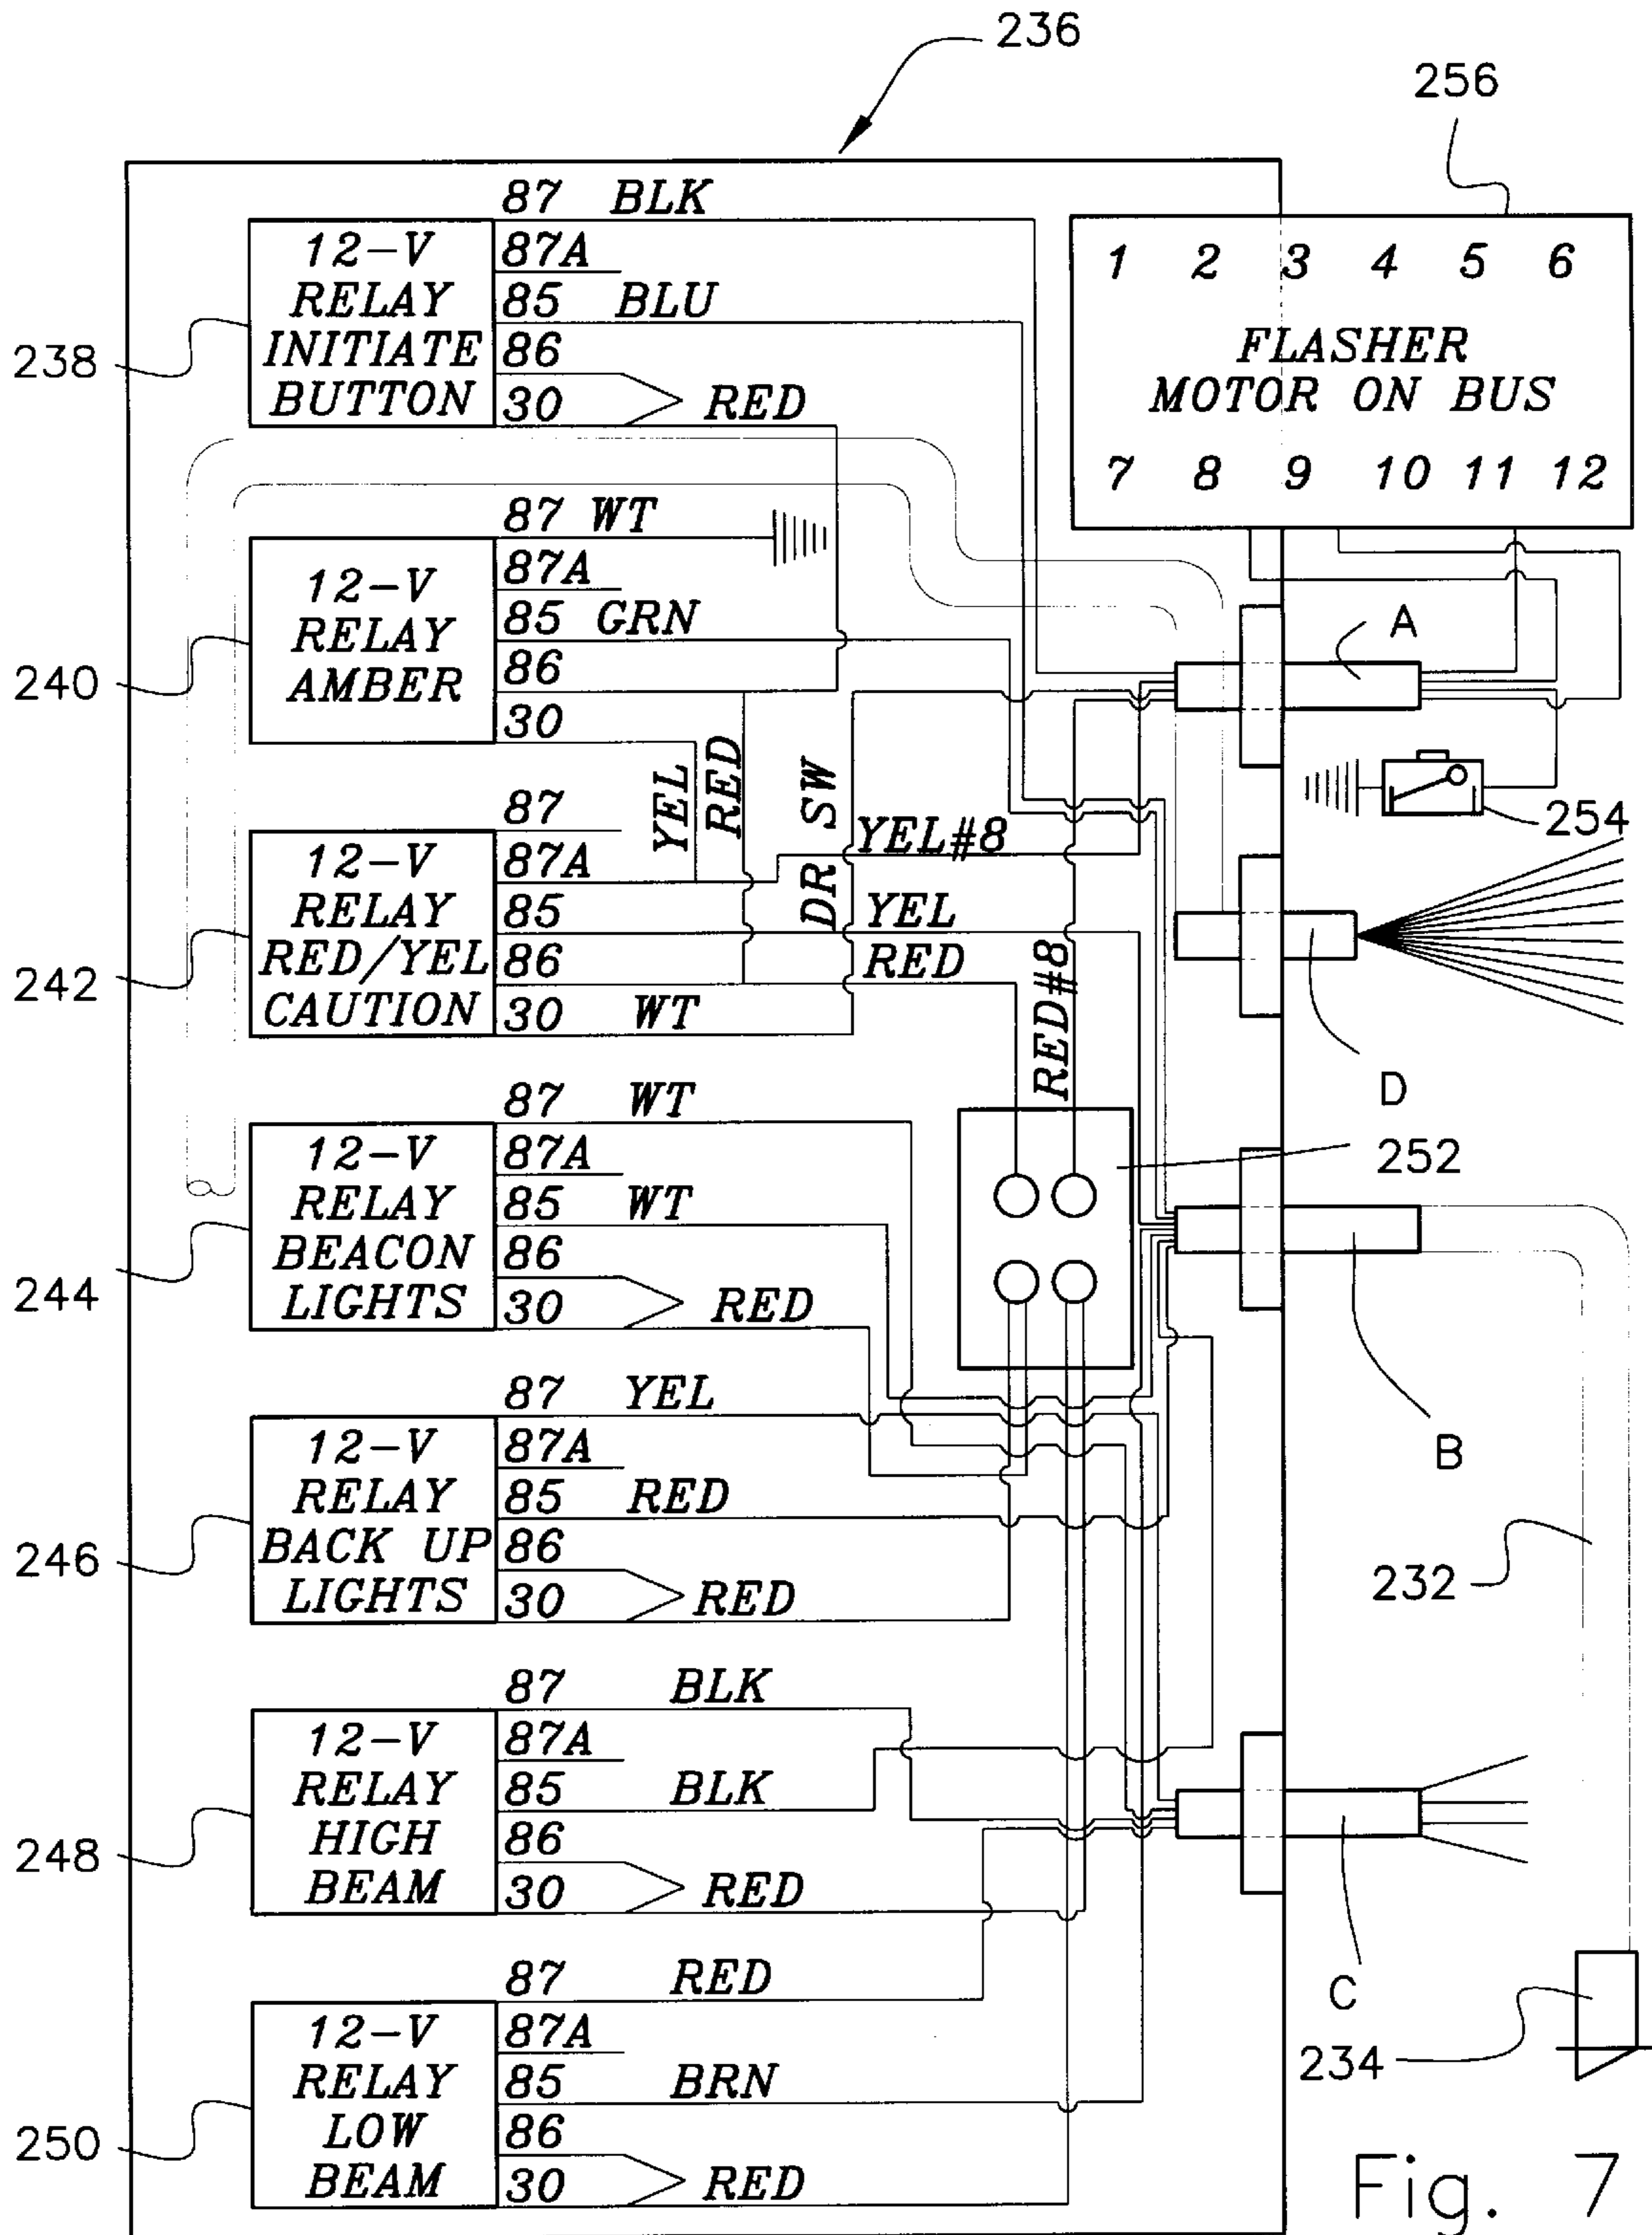 236
256
1 2 3 4 5 6
FLASHER
MOTOR ON BUS
7 8 9 10 11 12
238
12-V
RELAY
INITIATE
BUTTON
87 BLK
87A
85 BLU
86
30 RED
240
12-V
RELAY
AMBER
87 WT
87A
85 GRN
86
30
YEL
RED
DR SW
A
254
242
12-V
RELAY
RED/YEL
CAUTION
87
87A YEL#8
85 YEL
86 RED
30 WT
RED#8
D
252
244
12-V
RELAY
BEACON
LIGHTS
87 WT
87A
85 WT
86
30 RED
B
232
246
12-V
RELAY
BACK UP
LIGHTS
87 YEL
87A
85 RED
86
30 RED
248
12-V
RELAY
HIGH
BEAM
87 BLK
87A
85 BLK
86
30 RED
C
234
250
12-V
RELAY
LOW
BEAM
87 RED
87A
85 BRN
86
30 RED
Fig. 7